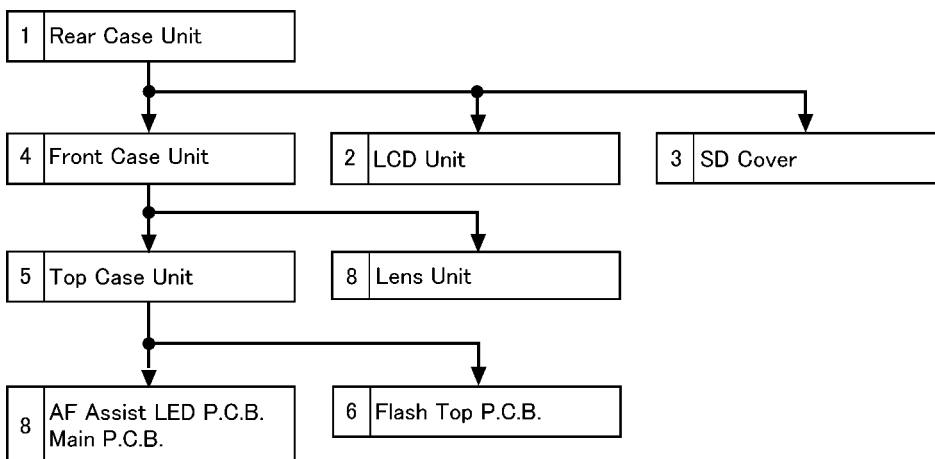 1 Rear Case Unit
4 Front Case Unit
2 LCD Unit
3 SD Cover
5 Top Case Unit
8 Lens Unit
8 AF Assist LED P.C.B.
Main P.C.B.
6 Flash Top P.C.B.